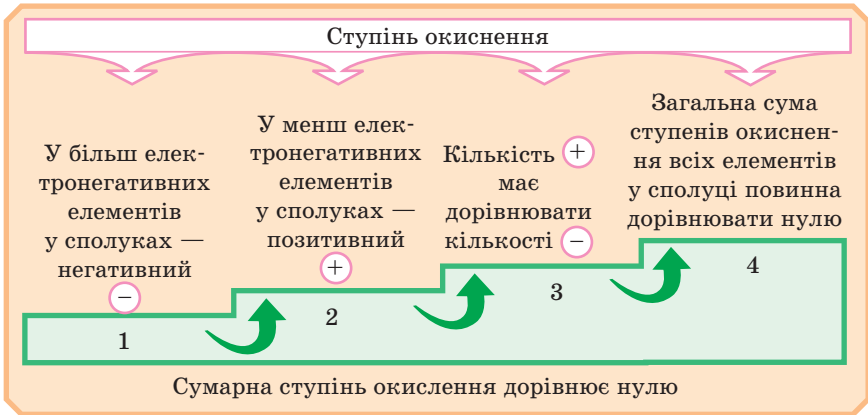 Ступінь окиснення
У більш елек-
тронегативних
елементів
у сполуках —
негативний
−
1
У менш елек-
тронегативних
елементів
у сполуках —
позитивний
+
2
Кількість +
має
дорівнювати
кількості −
3
Загальна сума
ступенів окиснен-
ня всіх елементів
у сполуці повинна
дорівнювати нулю
4
Сумарна ступінь окислення дорівнює нулю